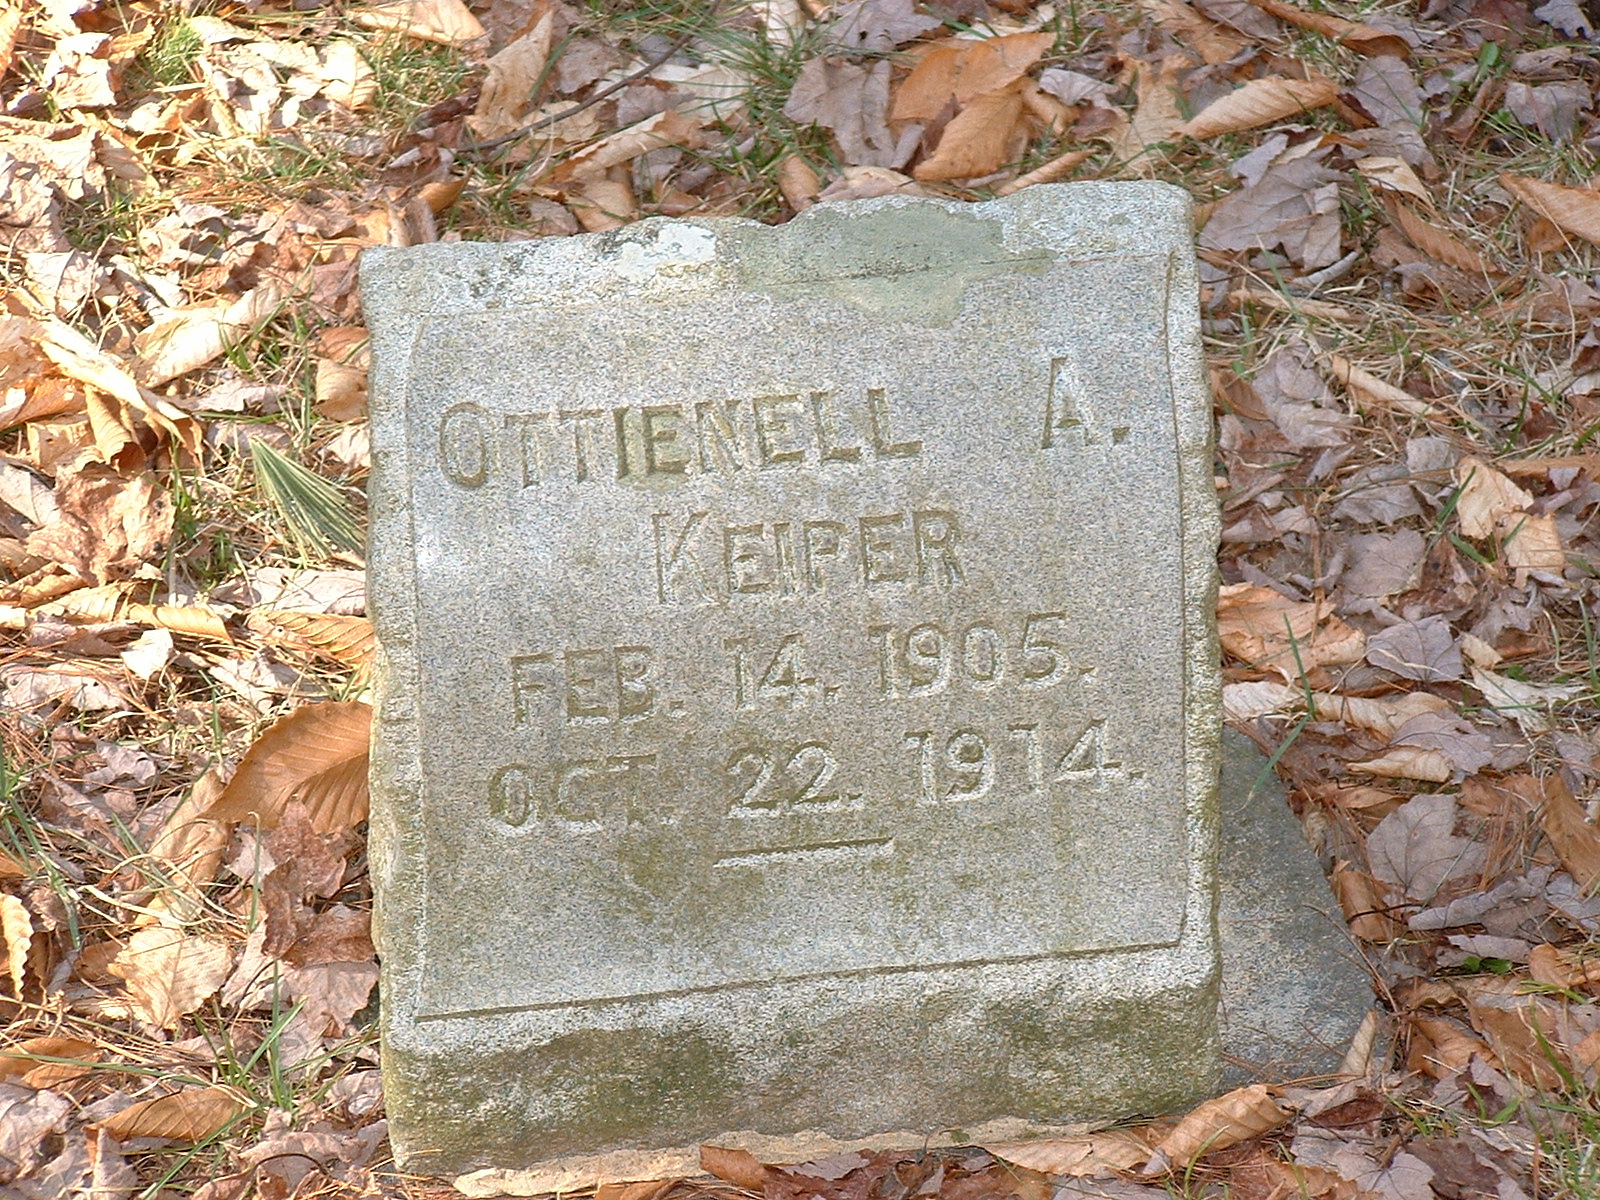 OTTIENELL A.
KEIPER
FEB. 14. 1905.
OCT. 22. 1914.